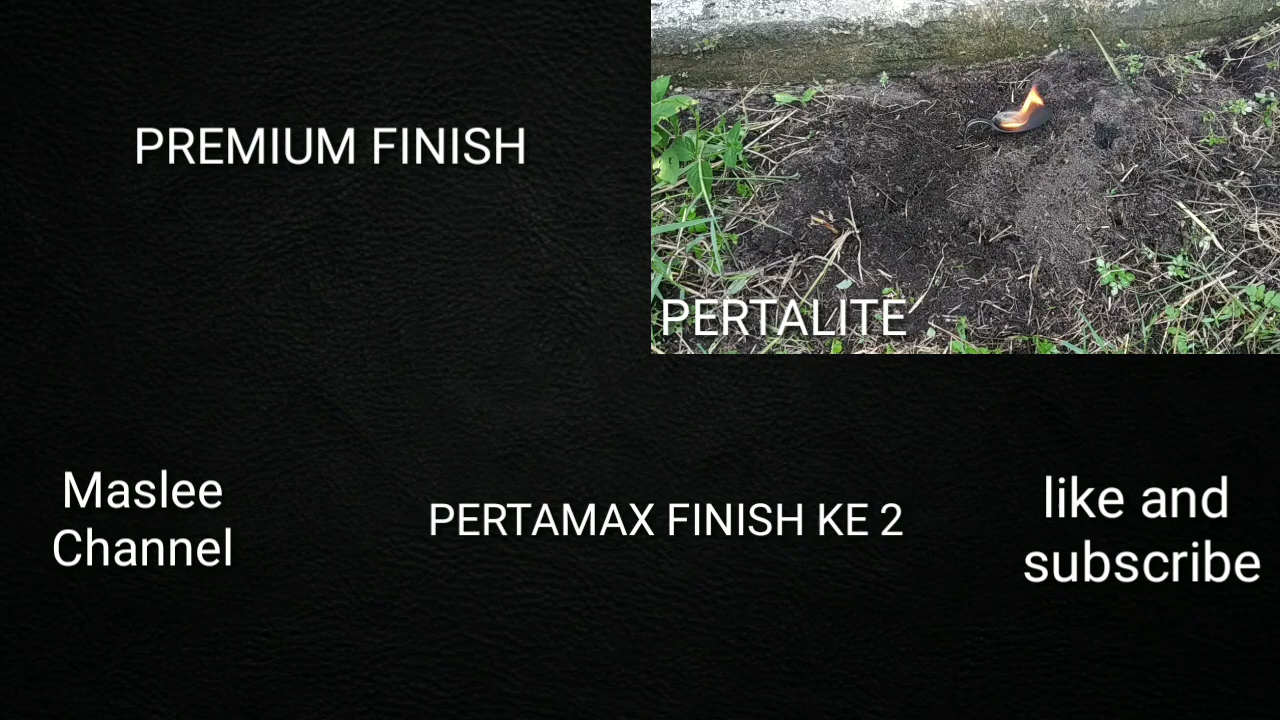 PREMIUM FINISH
PERTALITE
Maslee
Channel
PERTAMAX FINISH KE 2
like and
subscribe